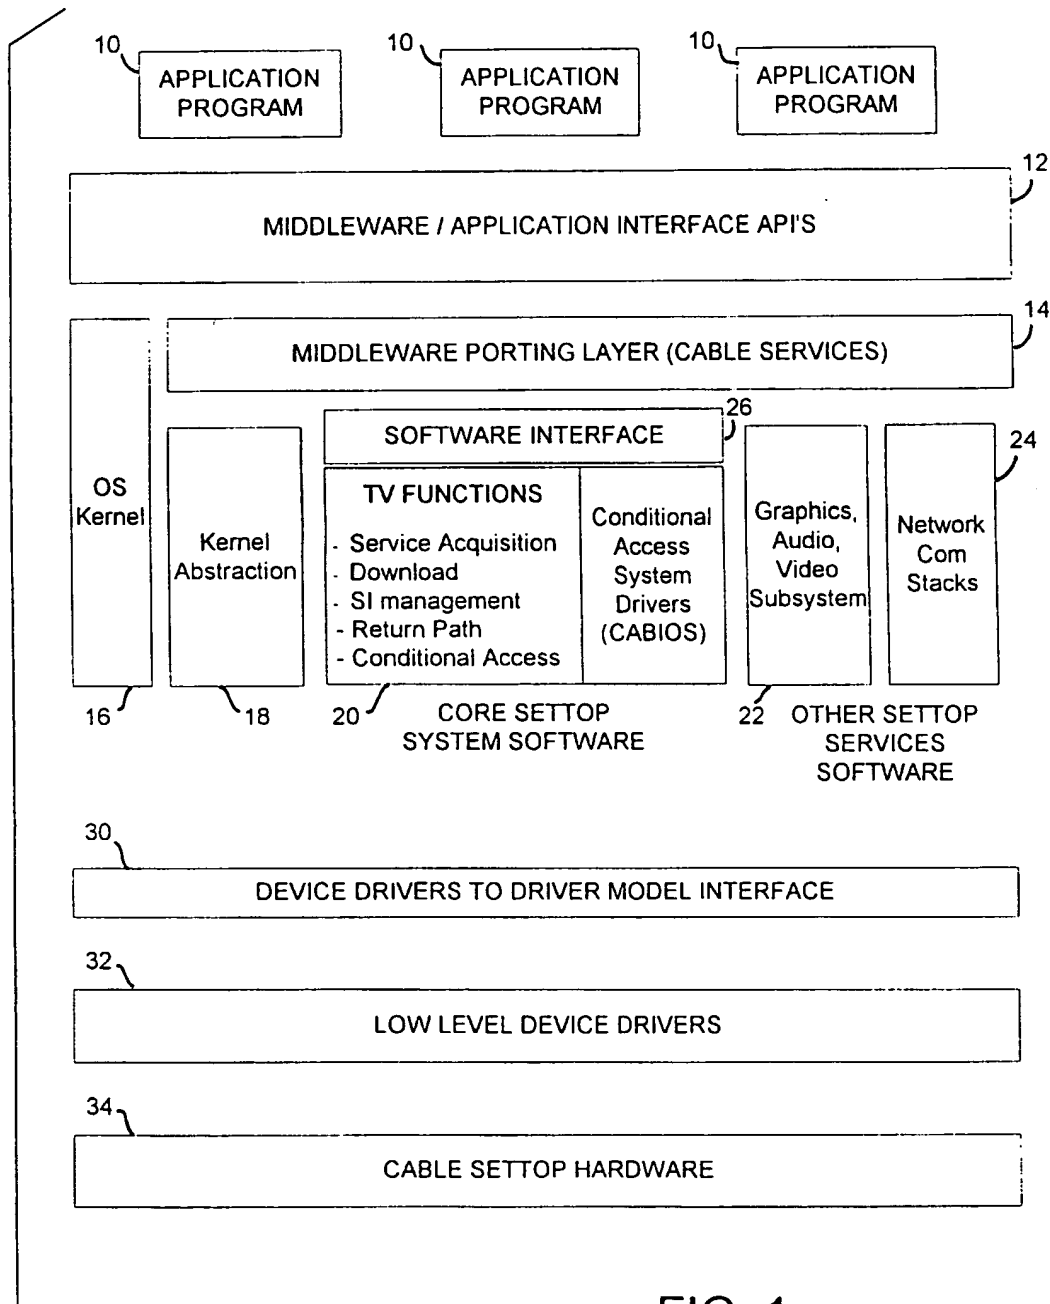 10
10
10
APPLICATION
PROGRAM
APPLICATION
PROGRAM
APPLICATION
PROGRAM
12
MIDDLEWARE / APPLICATION INTERFACE API'S
14
MIDDLEWARE PORTING LAYER (CABLE SERVICES)
OS
Kernel
16
Kernel
Abstraction
18
26
SOFTWARE INTERFACE
TV FUNCTIONS
- Service Acquisition
- Download
- SI management
- Return Path
- Conditional Access
20
Conditional
Access
System
Drivers
(CABIOS)
CORE SETTOP
SYSTEM SOFTWARE
Graphics,
Audio,
Video
Subsystem
22
24
Network
Com
Stacks
OTHER SETTOP
SERVICES
SOFTWARE
30
DEVICE DRIVERS TO DRIVER MODEL INTERFACE
32
LOW LEVEL DEVICE DRIVERS
34
CABLE SETTOP HARDWARE